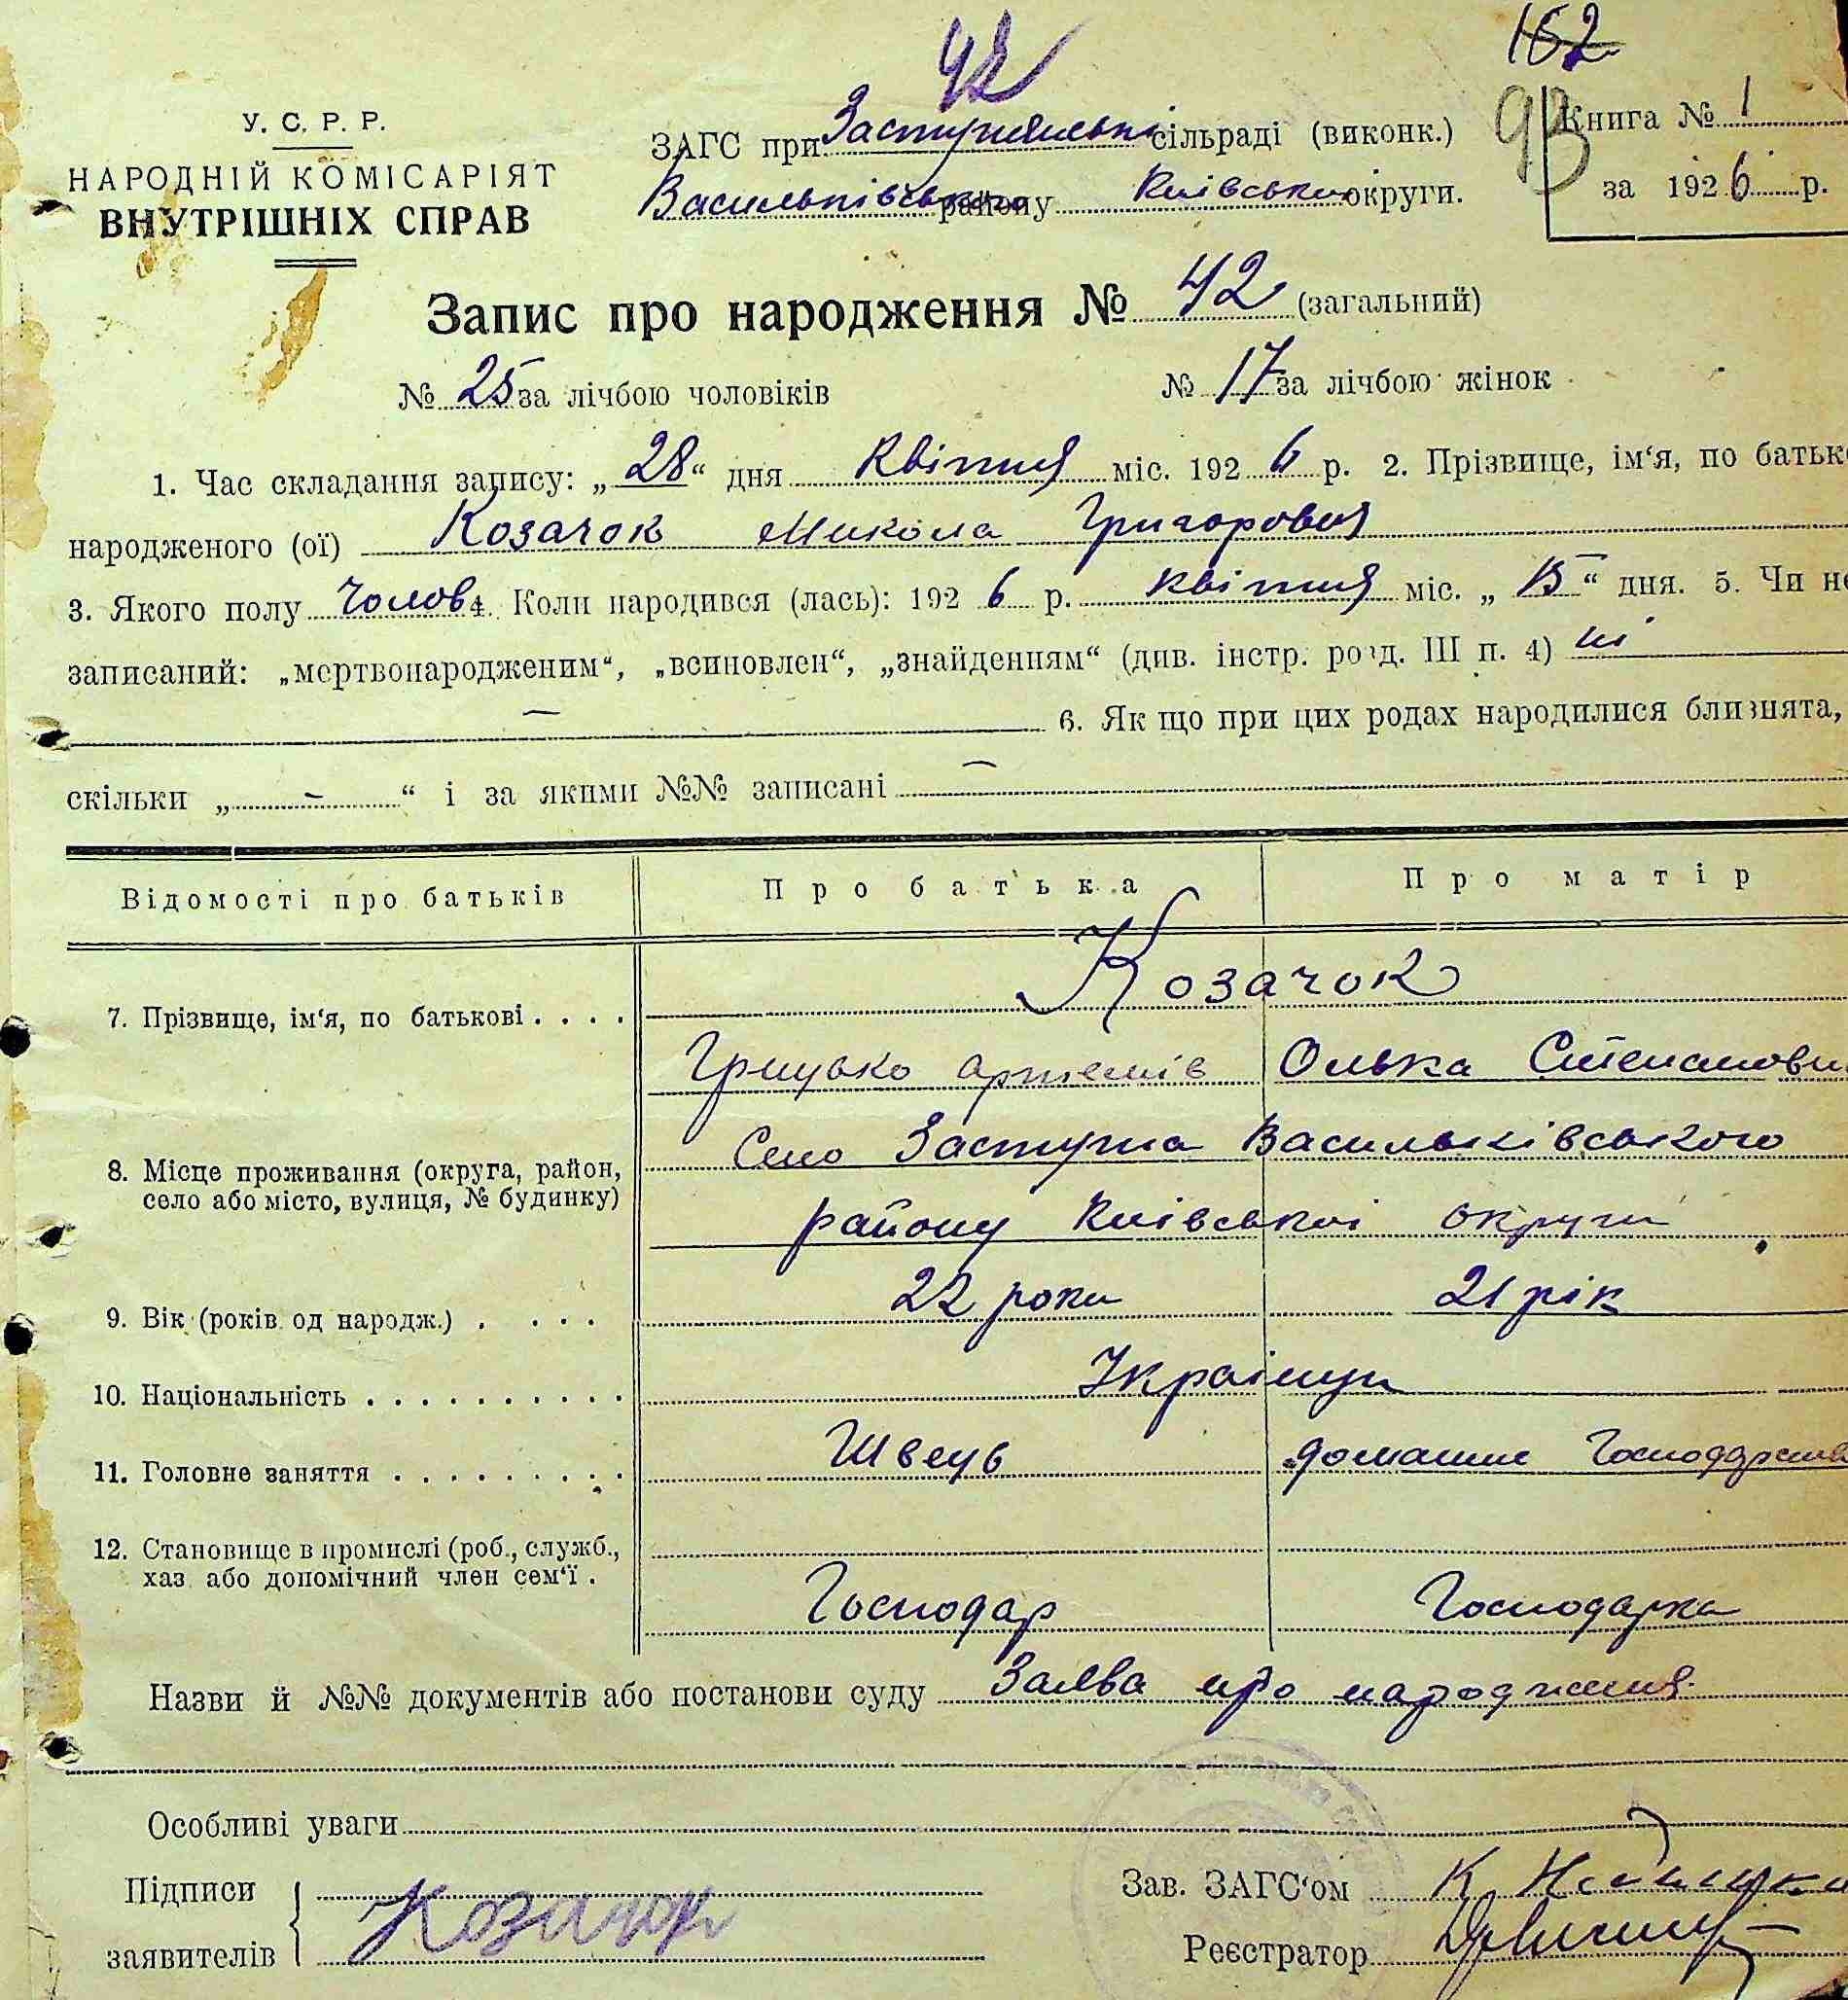 42
162
93
У. С. Р. Р.
НАРОДНІЙ КОМІСАРІЯТ
ВНУТРІШНІХ СПРАВ
ЗАГС при сільраді (виконк.)
Васильківського району Київської округи.
Книга № 1
за 1926 р.
Запис про народження № 42 (загальний)
№ 25 за лічбою чоловіків № 17 за лічбою жінок
1. Час складання запису: „28“ дня Квітня міс. 1926 р. 2. Прізвище, ім‘я, по батьк
народженого (ої) Козачок Микола Григорович
3. Якого полу чолов 4. Коли народився (лась): 1926 р. квітня міс. „15“ дня. 5. Чи не
записаний: „мертвонародженим“, „всиновлен“, „знайденням“ (див. інстр. розд. III п. 4) ні
— 6. Як що при цих родах народилися близнята,
скільки „ - “ і за якими №№ записані —
Відомості про батьків Про батька Про матір
7. Прізвище, ім‘я, по батькові . . . . Козачок
Грицько Артемів Олька Степанови
8. Місце проживання (округа, район, Село Застугна Васильківського
село або місто, вулиця, № будинку)
району Київської округи
9. Вік (років од народж.) . . . . 22 роки 21 рік
10. Національність . . . . . . . . . . Українци
11. Головне заняття . . . . . . . . . Швець домашнє Господарств
12. Становище в промислі (роб., служб.,
хаз. або допомічний член сем‘ї .
Господар Господарка
Назви й №№ документів або постанови суду Заява про народження
Особливі уваги
Підписи
заявителів Козачок
Зав. ЗАГС‘ом К
Реєстратор